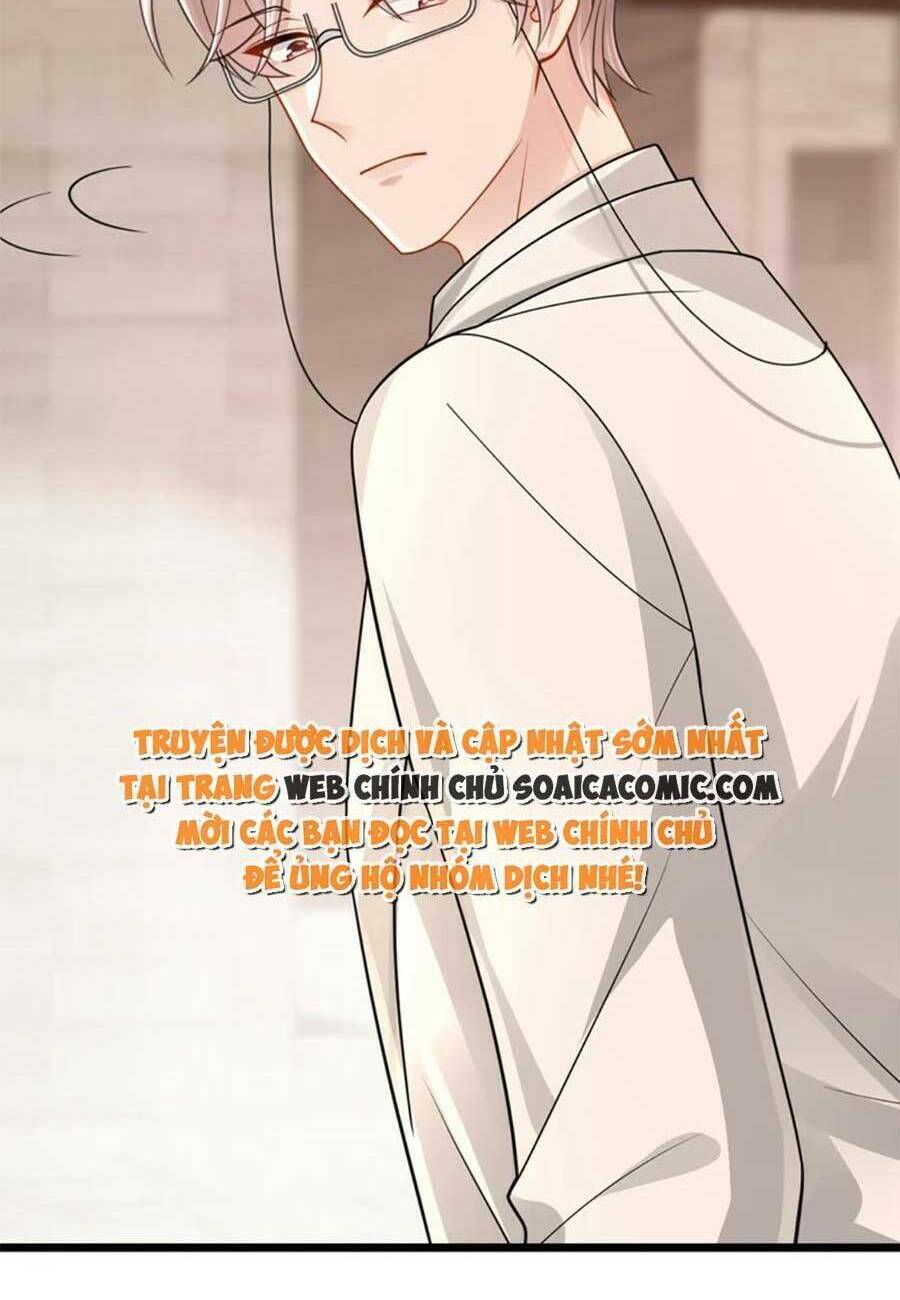 TRUYỆN ĐƯỢC DỊCH VÀ CẬP NHẬT SỚM NHẤT
TẠI TRANG WEB CHÍNH CHỦ SOAICACOMIC.COM
MỜI CÁC BẠN ĐỌC TẠI WEB CHÍNH CHỦ
ĐỂ ỦNG HỘ NHÓM DỊCH NHÉ!